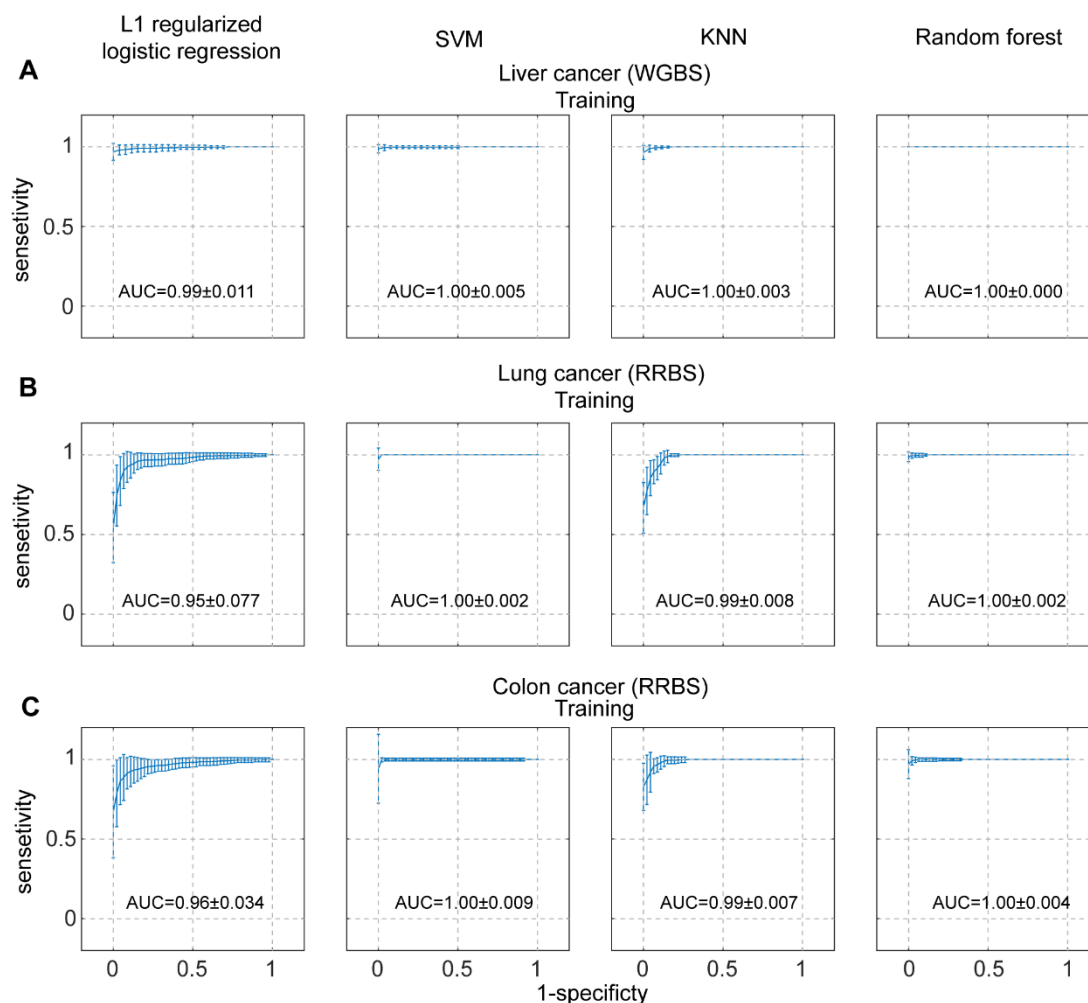 L1 regularized
logistic regression
SVM
KNN
Random forest
A
Liver cancer (WGBS)
Training
sensetivity
1
0.5
0
AUC=0.99±0.011
AUC=1.00±0.005
AUC=1.00±0.003
AUC=1.00±0.000
B
Lung cancer (RRBS)
Training
sensetivity
1
0.5
0
AUC=0.95±0.077
AUC=1.00±0.002
AUC=0.99±0.008
AUC=1.00±0.002
C
Colon cancer (RRBS)
Training
sensetivity
1
0.5
0
AUC=0.96±0.034
AUC=1.00±0.009
AUC=0.99±0.007
AUC=1.00±0.004
0 0.5 1
0 0.5 1
0 0.5 1
0 0.5 1
1-specificty